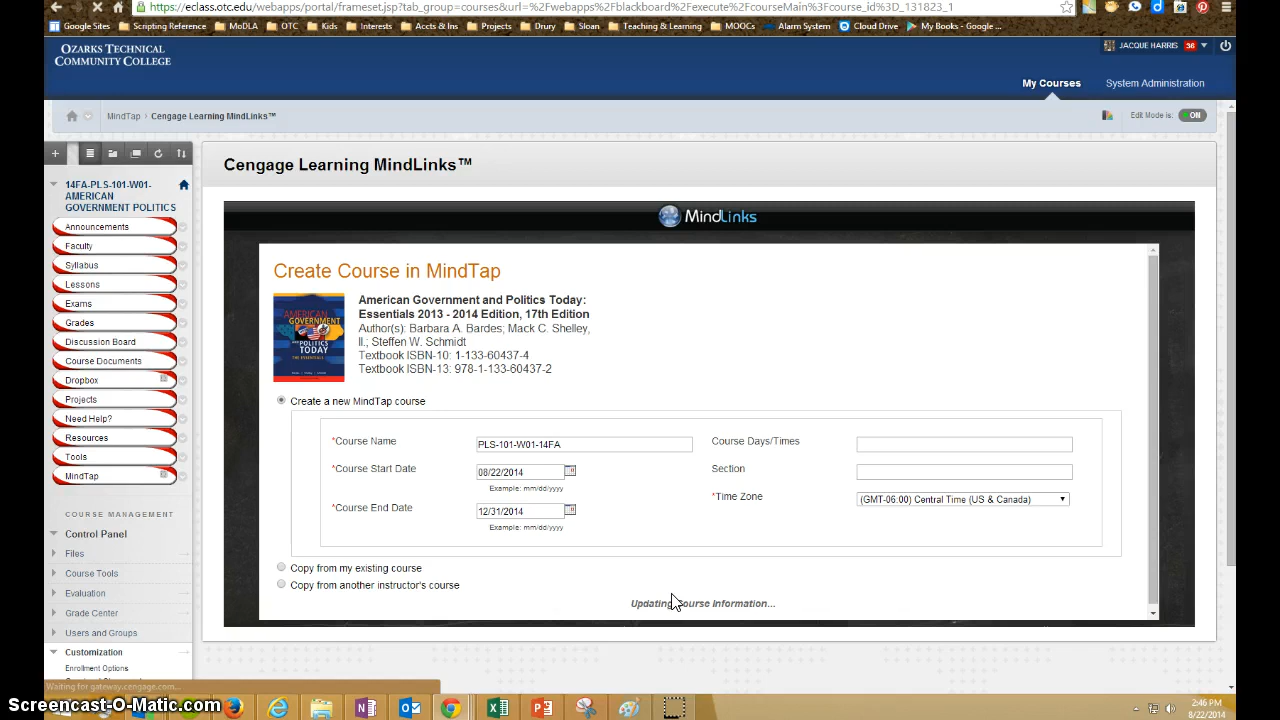 https://eclass.otc.edu/webapps/portal/frameset.jsp?tab_group=courses&url=%2Fwebapps%2Fblackboard%2Fexecute%2FcourseMain%3Fcourse_id%3D_131823_1
Google Sites Scripting Reference MoDLA OTC Kids Interests Accts & Ins Projects Drury Sloan Teaching & Learning MOOCs Alarm System Cloud Drive My Books - Google ...
OZARKS TECHNICAL
COMMUNITY COLLEGE
JACQUE HARRIS 36
My Courses System Administration
MindTap Cengage Learning MindLinks™
Edit Mode is: ON
Cengage Learning MindLinks™
14FA-PLS-101-W01-
AMERICAN
GOVERNMENT POLITICS
Announcements
Faculty
Syllabus
Lessons
Exams
Grades
Discussion Board
Course Documents
Dropbox
Projects
Need Help?
Resources
Tools
MindTap
COURSE MANAGEMENT
Control Panel
Files
Course Tools
Evaluation
Grade Center
Users and Groups
Customization
Enrollment Options
MindLinks
Create Course in MindTap
AMERICAN
GOVERNMENT
AND POLITICS
TODAY
American Government and Politics Today:
Essentials 2013 - 2014 Edition, 17th Edition
Author(s): Barbara A. Bardes; Mack C. Shelley,
II.; Steffen W. Schmidt
Textbook ISBN-10: 1-133-60437-4
Textbook ISBN-13: 978-1-133-60437-2
Create a new MindTap course
*Course Name PLS-101-W01-14FA Course Days/Times
*Course Start Date 08/22/2014 Section
Example: mm/dd/yyyy
*Time Zone (GMT-06:00) Central Time (US & Canada)
*Course End Date 12/31/2014
Example: mm/dd/yyyy
Copy from my existing course
Copy from another instructor's course
Updating Course Information...
Waiting for gateway.cengage.com...
Screencast-O-Matic.com
2:46 PM
8/22/2014